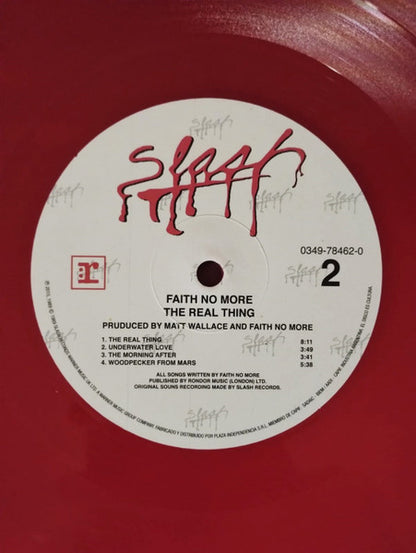 Slash
0349-78462-0
R
2
FAITH NO MORE
THE REAL THING
PRUDUCED BY MATT WALLACE AND FAITH NO MORE
1. THE REAL THING 8:11
2. UNDERWATER LOVE 3:49
3. THE MORNING AFTER 3:41
4. WOODPECKER FROM MARS 5:38
ALL SONGS WRITTEN BY FAITH NO MORE
PUBLISHED BY RONDOR MUSIC (LONDON) LTD.
ORIGINAL SOUNS RECORDING MADE BY SLASH RECORDS.